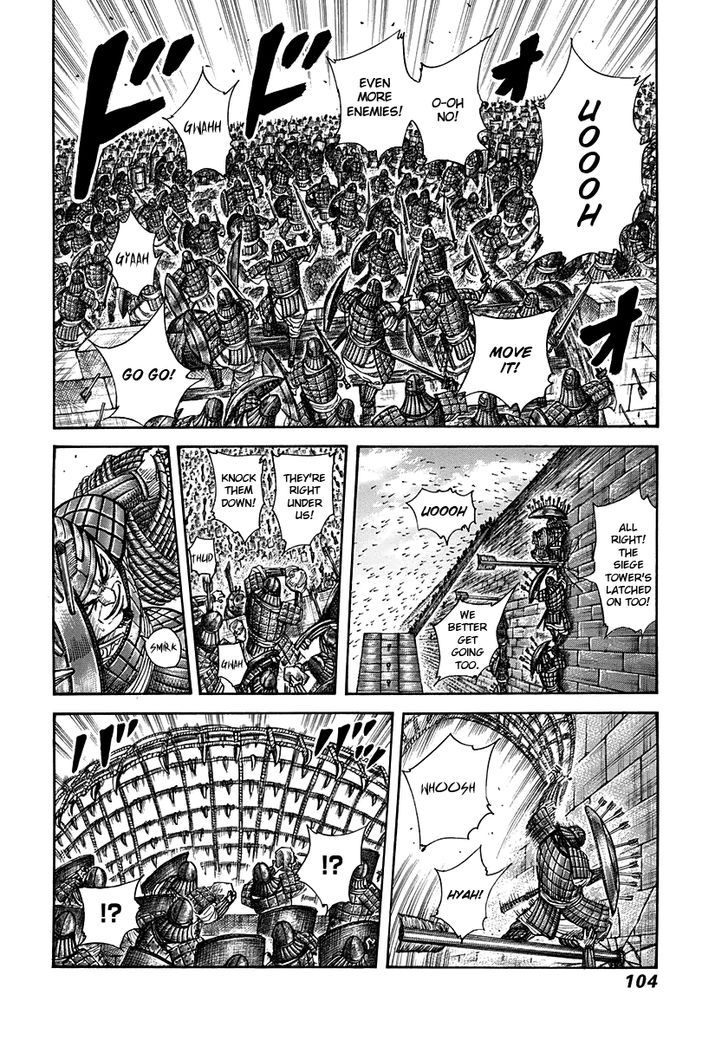 UOOOH
オ
O-OH
NO!
EVEN
MORE
ENEMIES!
ド
GWAHH
ド
GYAAH
オ
MOVE
IT!
GO GO!
ALL
RIGHT!
THE
SIEGE
TOWER'S
LATCHED
ON TOO!
UOOOH
WE
BETTER
GET
GOING
TOO.
THEY'RE
RIGHT
UNDER
US!
KNOCK
THEM
DOWN!
THUD
GWAH
SMIRK
WHOOSH
HYAH!
!?
!?
104